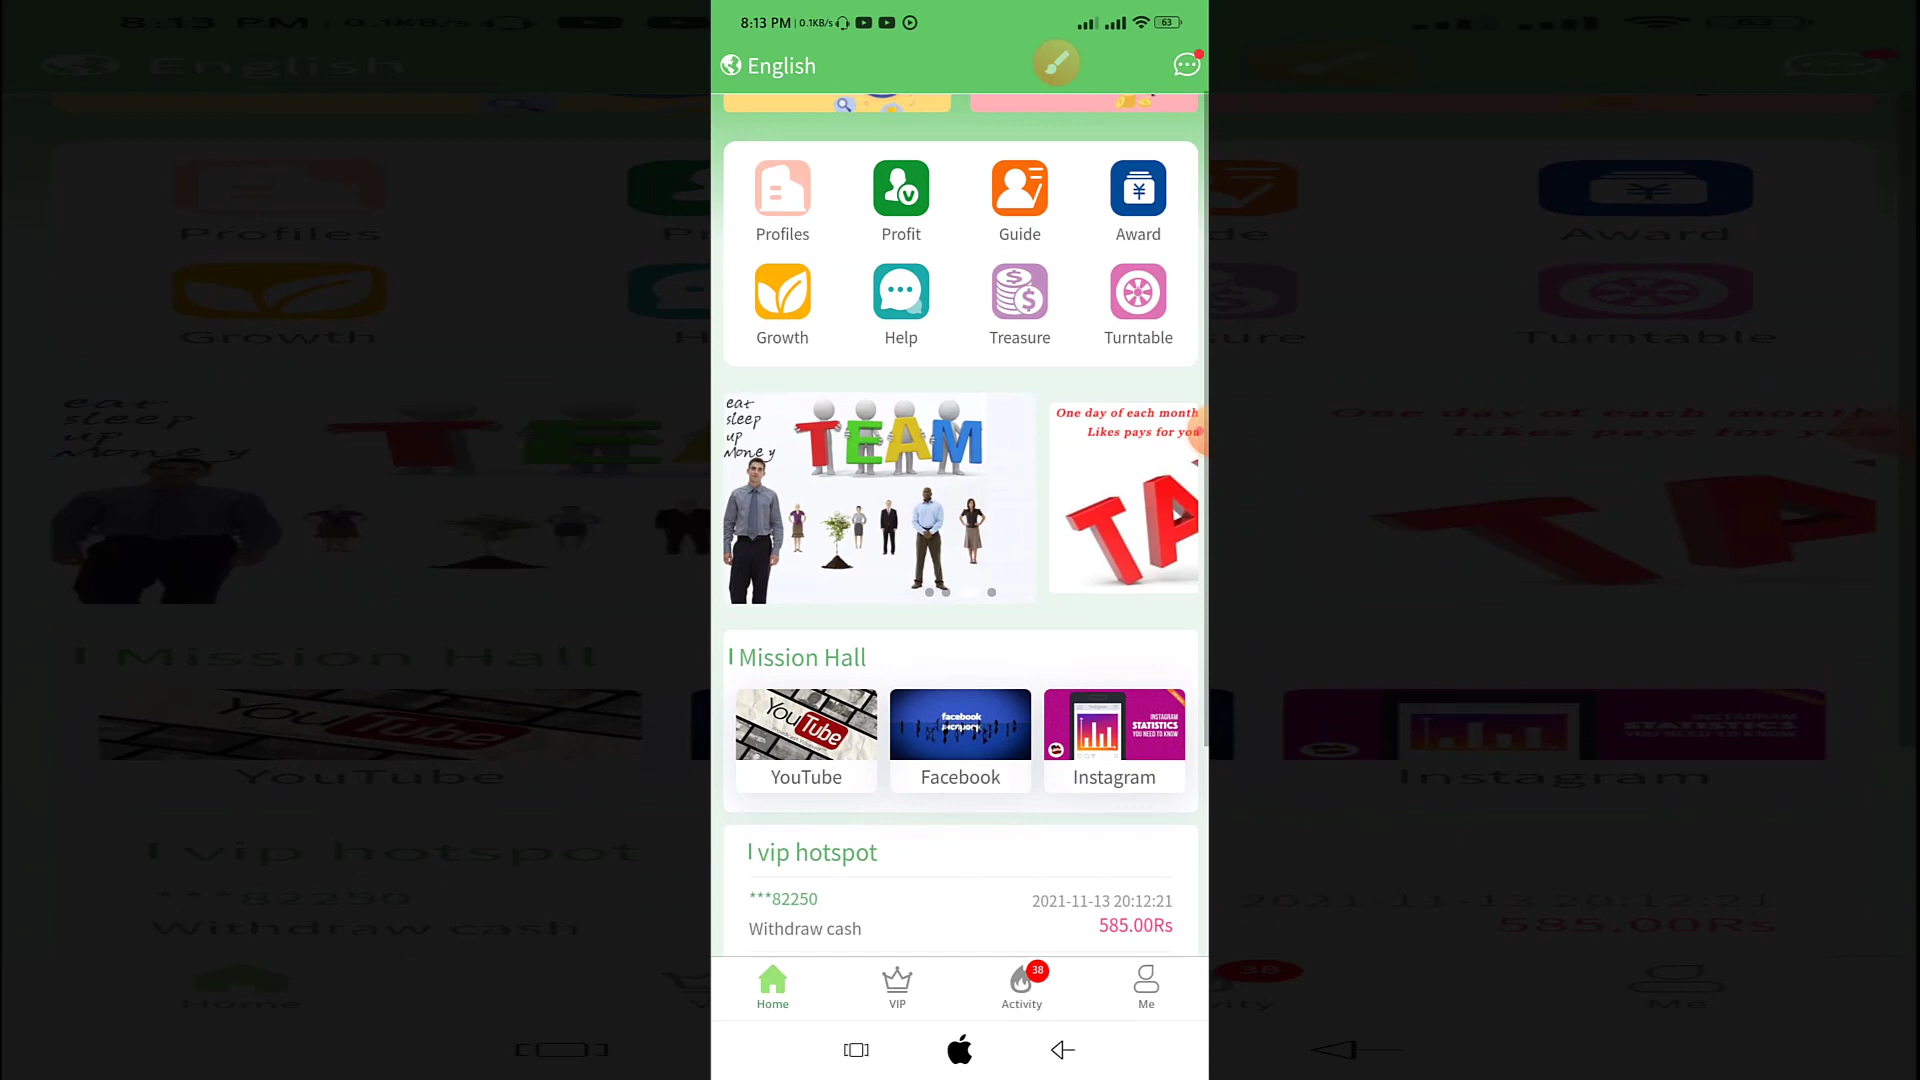 8:13 PM 0.1KB/s 63
English
Profiles Profit Guide Award
Growth Help Treasure Turntable
eat
sleep
up
money
TEAM
One day of each month
Likes pays for you
TA
Mission Hall
YouTube
facebook
INSTAGRAM
STATISTICS
YOU NEED TO KNOW
YouTube Facebook Instagram
vip hotspot
***82250 2021-11-13 20:12:21
Withdraw cash 585.00Rs
38
Home VIP Activity Me